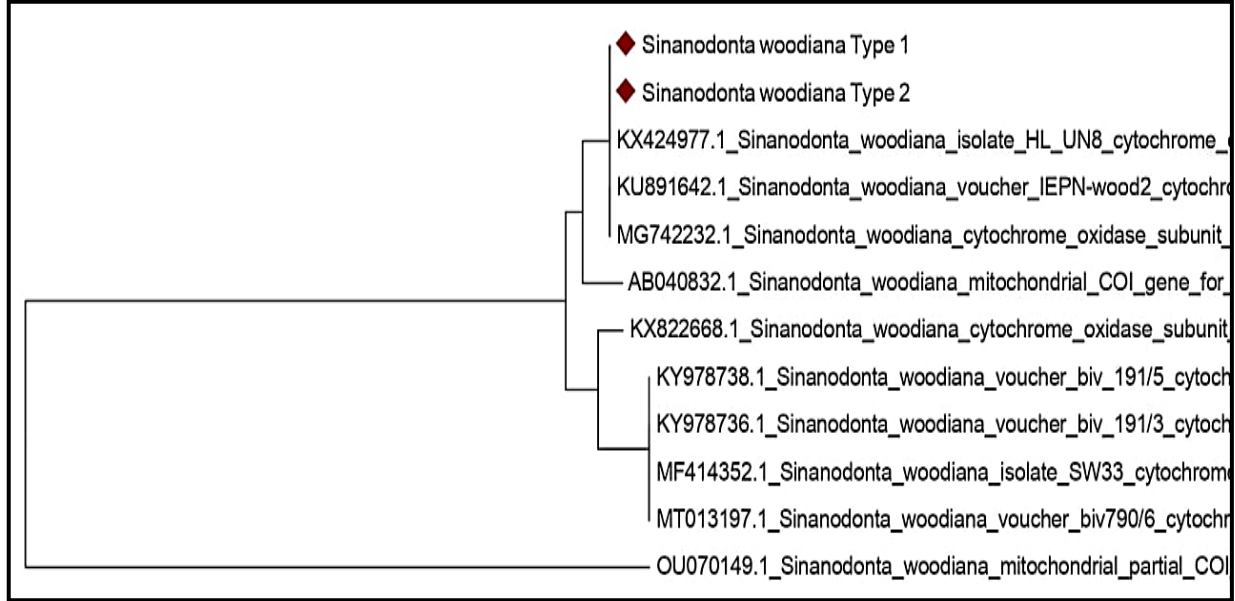 Sinanodonta woodiana Type 1
Sinanodonta woodiana Type 2
KX424977.1_Sinanodonta_woodiana_isolate_HL_UN8_cytochrome_
KU891642.1_Sinanodonta_woodiana_voucher_IEPN-wood2_cytochr
MG742232.1_Sinanodonta_woodiana_cytochrome_oxidase_subunit_
AB040832.1_Sinanodonta_woodiana_mitochondrial_COI_gene_for_
KX822668.1_Sinanodonta_woodiana_cytochrome_oxidase_subunit_
KY978738.1_Sinanodonta_woodiana_voucher_biv_191/5_cytoch
KY978736.1_Sinanodonta_woodiana_voucher_biv_191/3_cytoch
MF414352.1_Sinanodonta_woodiana_isolate_SW33_cytochrome
MT013197.1_Sinanodonta_woodiana_voucher_biv790/6_cytochr
OU070149.1_Sinanodonta_woodiana_mitochondrial_partial_COI